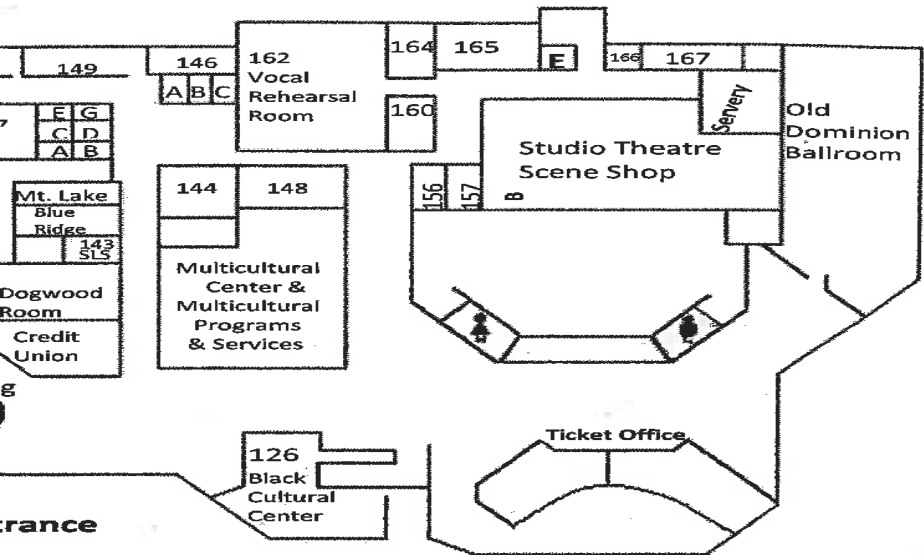 149
146
A B C
162
Vocal
Rehearsal
Room
164
165
E
166
167
160
Servery
Old
Dominion
Ballroom
7
E G
C D
A B
Studio Theatre
Scene Shop
B
156
157
Mt. Lake
Blue
Ridge
143
SLS
144
148
Dogwood
Room
Credit
Union
Multicultural
Center &
Multicultural
Programs
& Services
g
Ticket Office
126
Black
Cultural
Center
trance